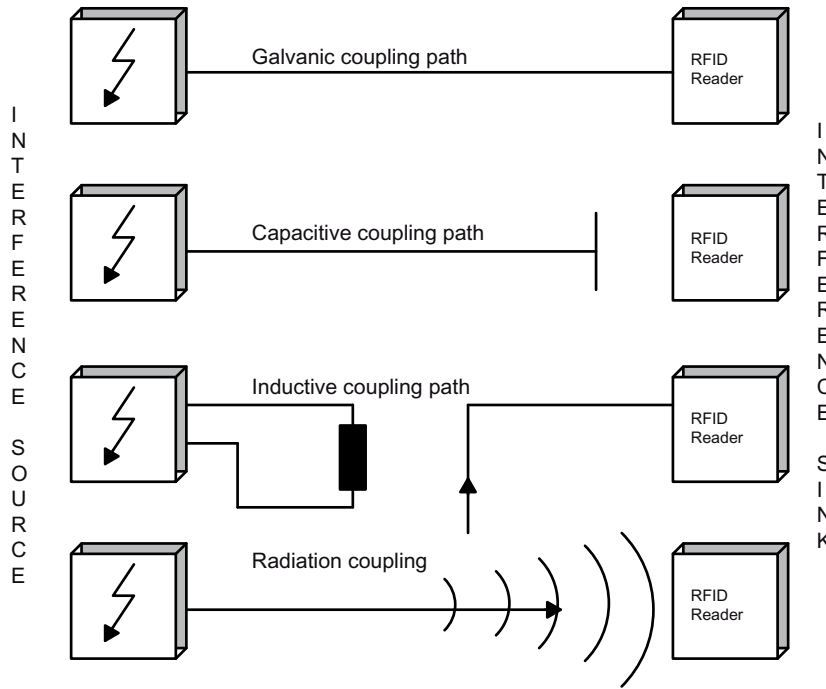 INTERFERENCE SOURCE
Galvanic coupling path
RFID
Reader
Capacitive coupling path
RFID
Reader
Inductive coupling path
RFID
Reader
Radiation coupling
RFID
Reader
INTERFERENCE SINK